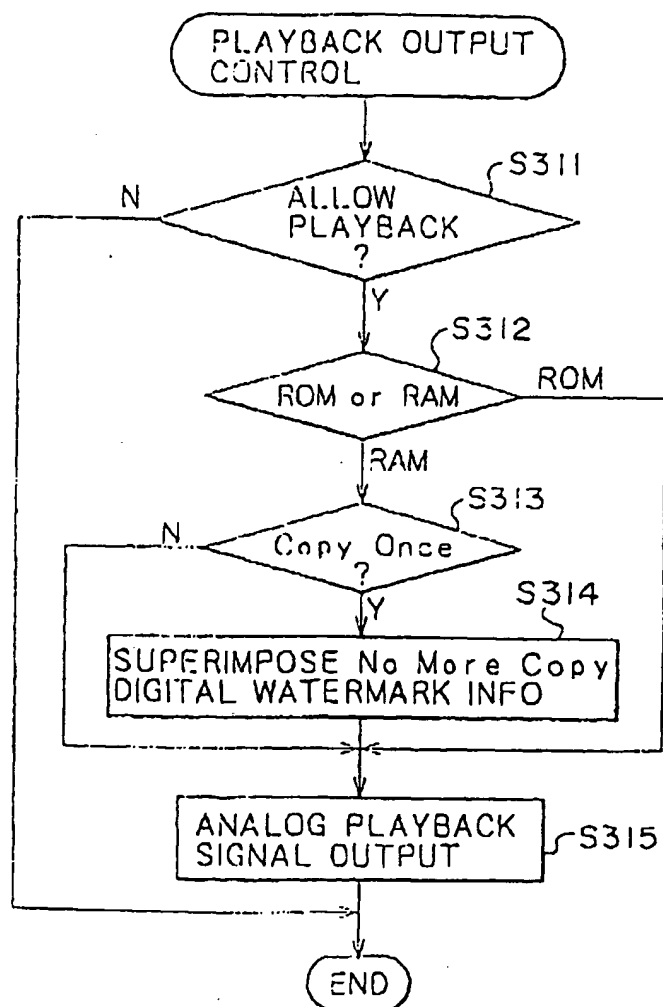 PLAYBACK OUTPUT
CONTROL
S311
N
ALLOW
PLAYBACK
?
Y
S312
ROM or RAM
ROM
RAM
S313
N
Copy Once
?
Y
S314
SUPERIMPOSE No More Copy
DIGITAL WATERMARK INFO
ANALOG PLAYBACK
SIGNAL OUTPUT
S315
END